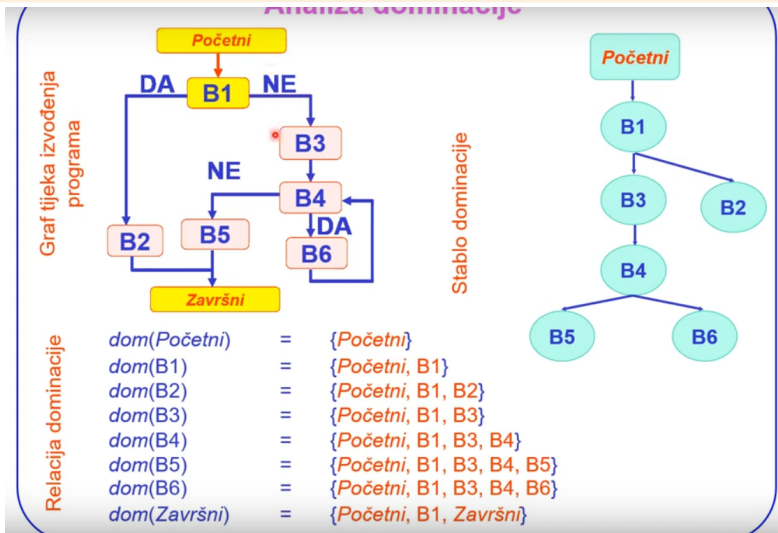 Analiza dominacije
Graf tijeka izvođenja
programa
Početni
DA
B1
NE
B3
NE
B4
DA
B2
B5
B6
Završni
Stablo dominacije
Početni
B1
B3
B2
B4
B5
B6
Relacija dominacije
dom(Početni) = {Početni}
dom(B1) = {Početni, B1}
dom(B2) = {Početni, B1, B2}
dom(B3) = {Početni, B1, B3}
dom(B4) = {Početni, B1, B3, B4}
dom(B5) = {Početni, B1, B3, B4, B5}
dom(B6) = {Početni, B1, B3, B4, B6}
dom(Završni) = {Početni, B1, Završni}